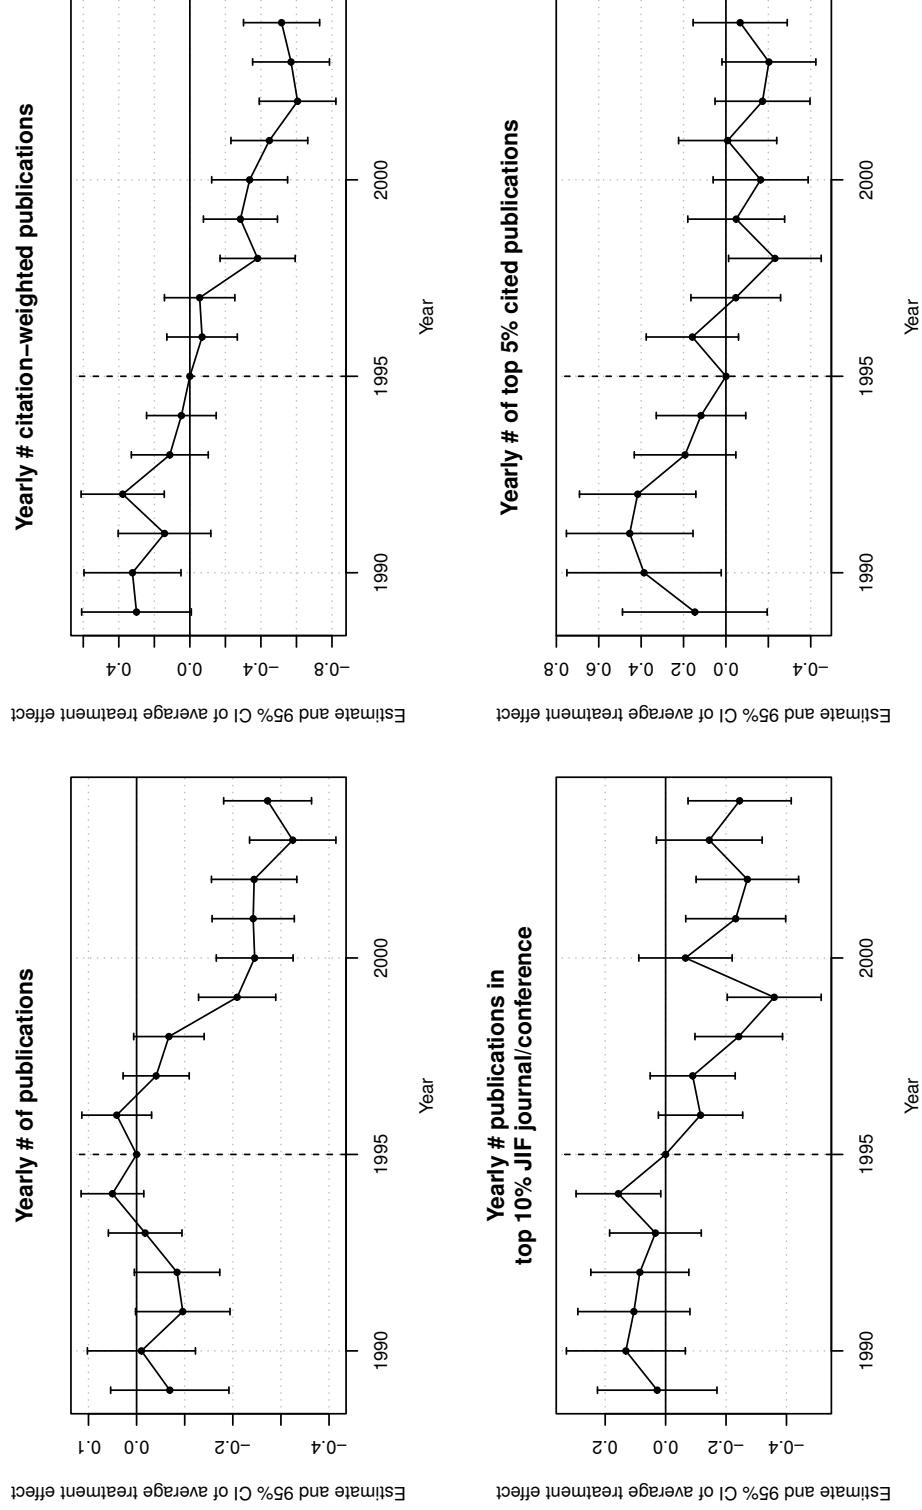 Yearly # of publications
Estimate and 95% CI of average treatment effect
0.1
0.0
−0.2
−0.4
1990 1995 2000
Year
Yearly # citation−weighted publications
Estimate and 95% CI of average treatment effect
0.4
0.0
−0.4
−0.8
1990 1995 2000
Year
Yearly # publications in
top 10% JIF journal/conference
Estimate and 95% CI of average treatment effect
0.2
0.0
−0.2
−0.4
1990 1995 2000
Year
Yearly # of top 5% cited publications
Estimate and 95% CI of average treatment effect
0.8
0.6
0.4
0.2
0.0
−0.4
1990 1995 2000
Year